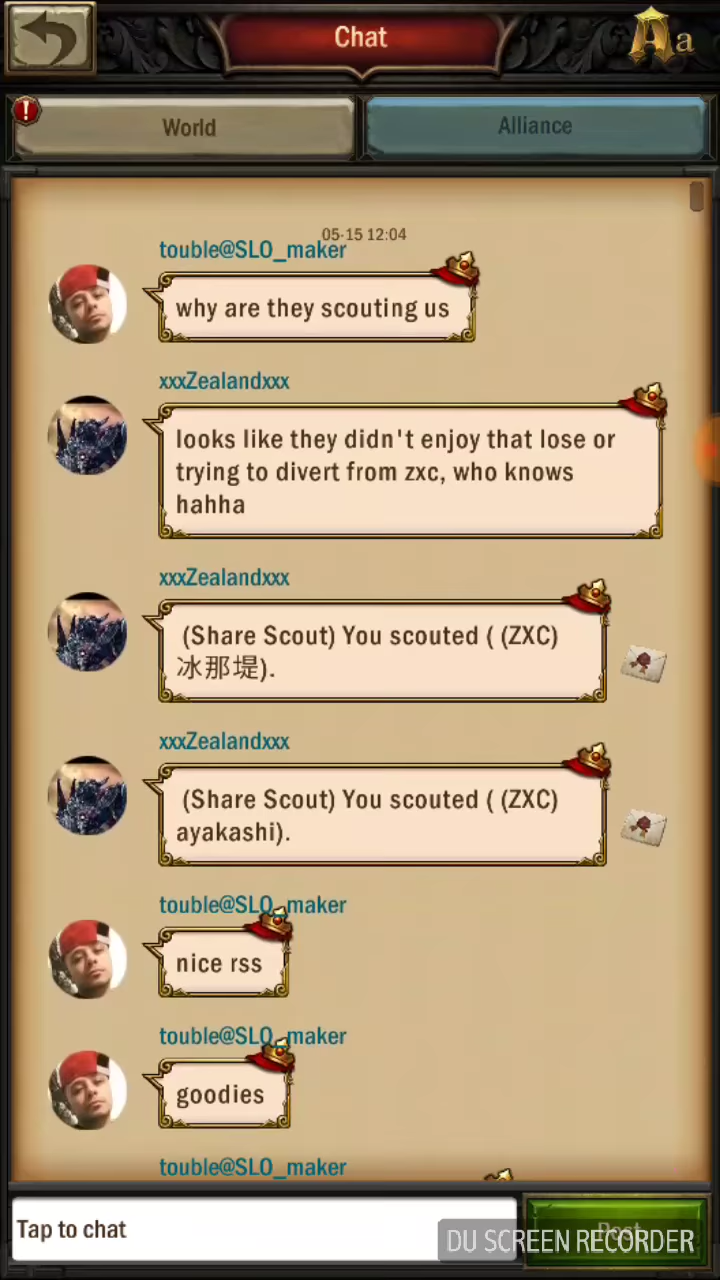 Chat
Aa
!
World
Alliance
05-15 12:04
touble@SLO_maker
why are they scouting us
xxxZealandxxx
looks like they didn't enjoy that lose or
trying to divert from zxc, who knows
hahha
xxxZealandxxx
(Share Scout) You scouted ( (ZXC)
冰那堤).
xxxZealandxxx
(Share Scout) You scouted ( (ZXC)
ayakashi).
touble@SLO_maker
nice rss
touble@SLO_maker
goodies
touble@SLO_maker
Tap to chat
Post
DU SCREEN RECORDER